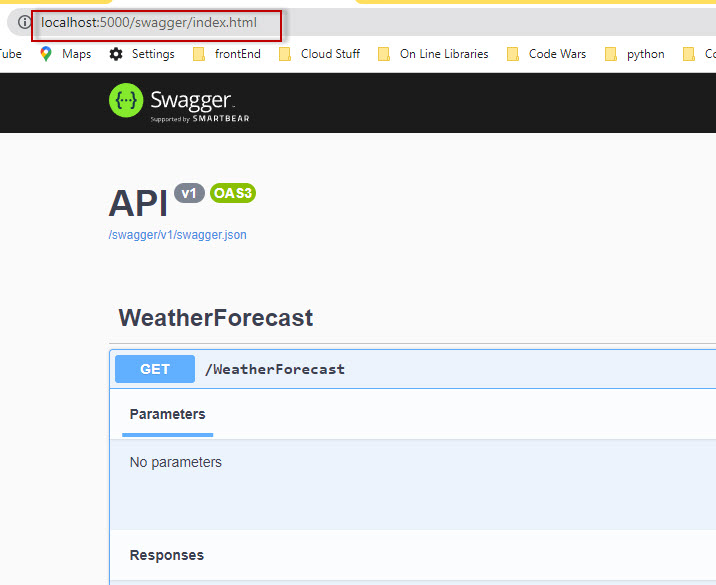 localhost:5000/swagger/index.html
Tube Maps Settings frontEnd Cloud Stuff On Line Libraries Code Wars python
{···} Swagger.
Supported by SMARTBEAR
API v1 OAS3
/swagger/v1/swagger.json
WeatherForecast
GET /WeatherForecast
Parameters
No parameters
Responses